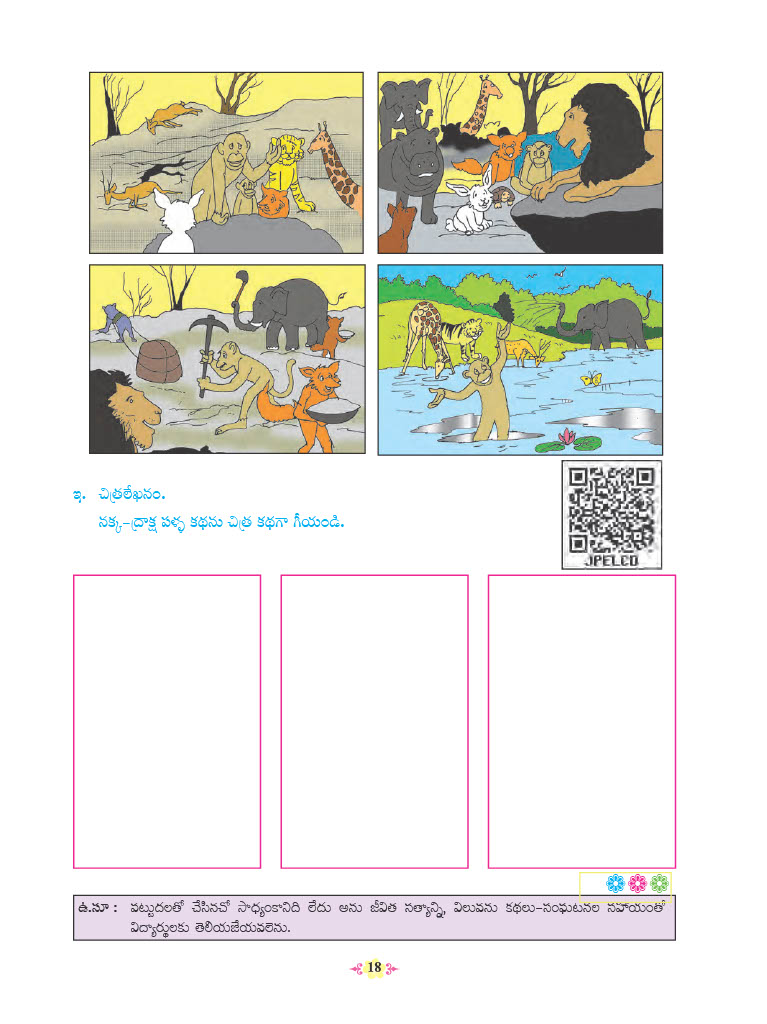 JPELCD
ఇ. చిత్రలేఖనం.
నక్క-ద్రాక్ష పళ్ళ కథను చిత్ర కథగా గీయండి.
ఉ.సూ : పట్టుదలతో చేసినచో సాధ్యంకానిది లేదు అను జీవిత సత్యాన్ని, విలువను కథలు-సంఘటనల సహాయంతో
విద్యార్థులకు తెలియజేయవలెను.
18